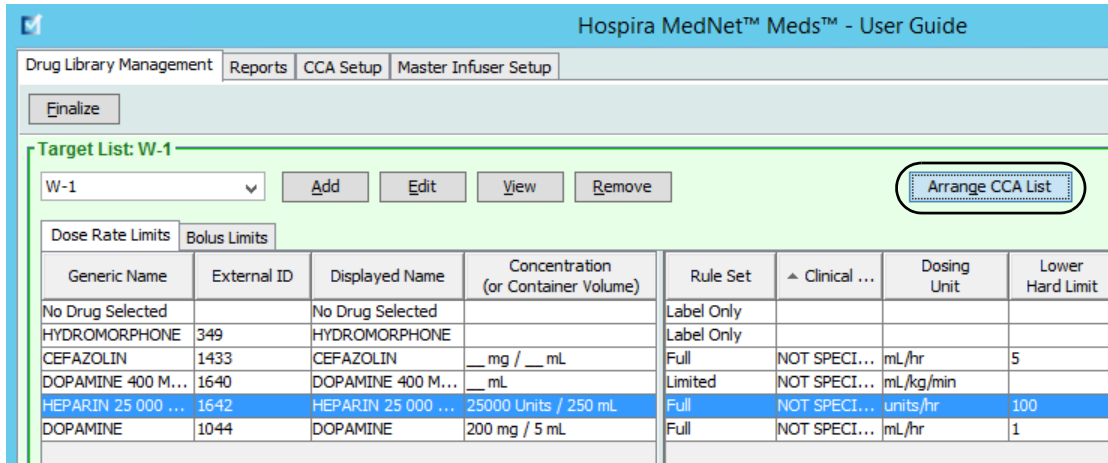 Hospira MedNet™ Meds™ - User Guide
Drug Library Management Reports CCA Setup Master Infuser Setup
Finalize
Target List: W-1
W-1 Add Edit View Remove Arrange CCA List
Dose Rate Limits Bolus Limits
Generic Name External ID Displayed Name Concentration (or Container Volume) Rule Set Clinical ... Dosing Unit Lower Hard Limit
No Drug Selected No Drug Selected Label Only
HYDROMORPHONE 349 HYDROMORPHONE Label Only
CEFAZOLIN 1433 CEFAZOLIN __ mg / __ mL Full NOT SPECI... mL/hr 5
DOPAMINE 400 M... 1640 DOPAMINE 400 M... __ mL Limited NOT SPECI... mL/kg/min
HEPARIN 25 000 ... 1642 HEPARIN 25 000 ... 25000 Units / 250 mL Full NOT SPECI... units/hr 100
DOPAMINE 1044 DOPAMINE 200 mg / 5 mL Full NOT SPECI... mL/hr 1